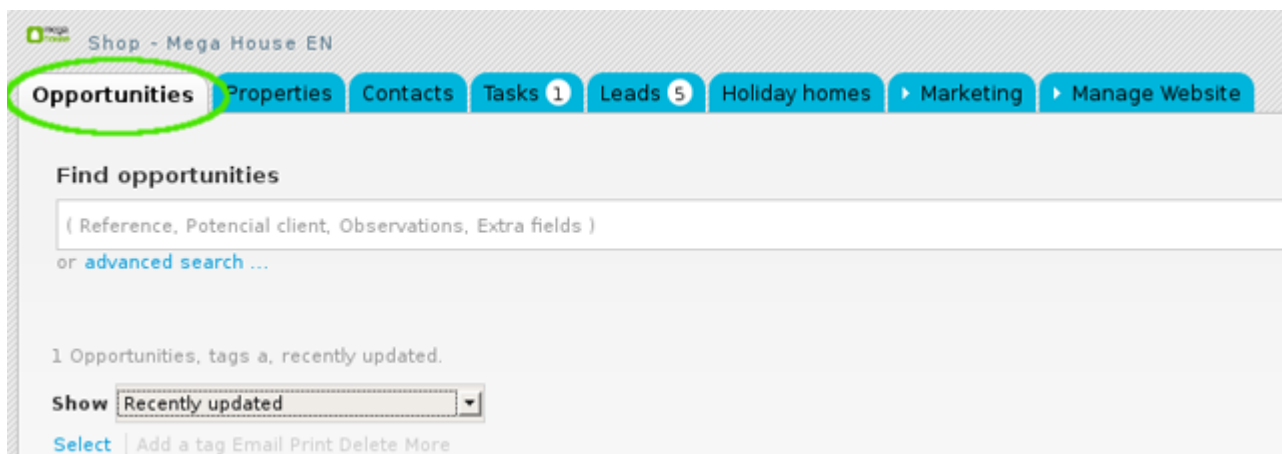 mega house
Shop - Mega House EN
Opportunities Properties Contacts Tasks 1 Leads 5 Holiday homes Marketing Manage Website
Find opportunities
( Reference, Potencial client, Observations, Extra fields )
or advanced search ...
1 Opportunities, tags a, recently updated.
Show Recently updated
Select Add a tag Email Print Delete More